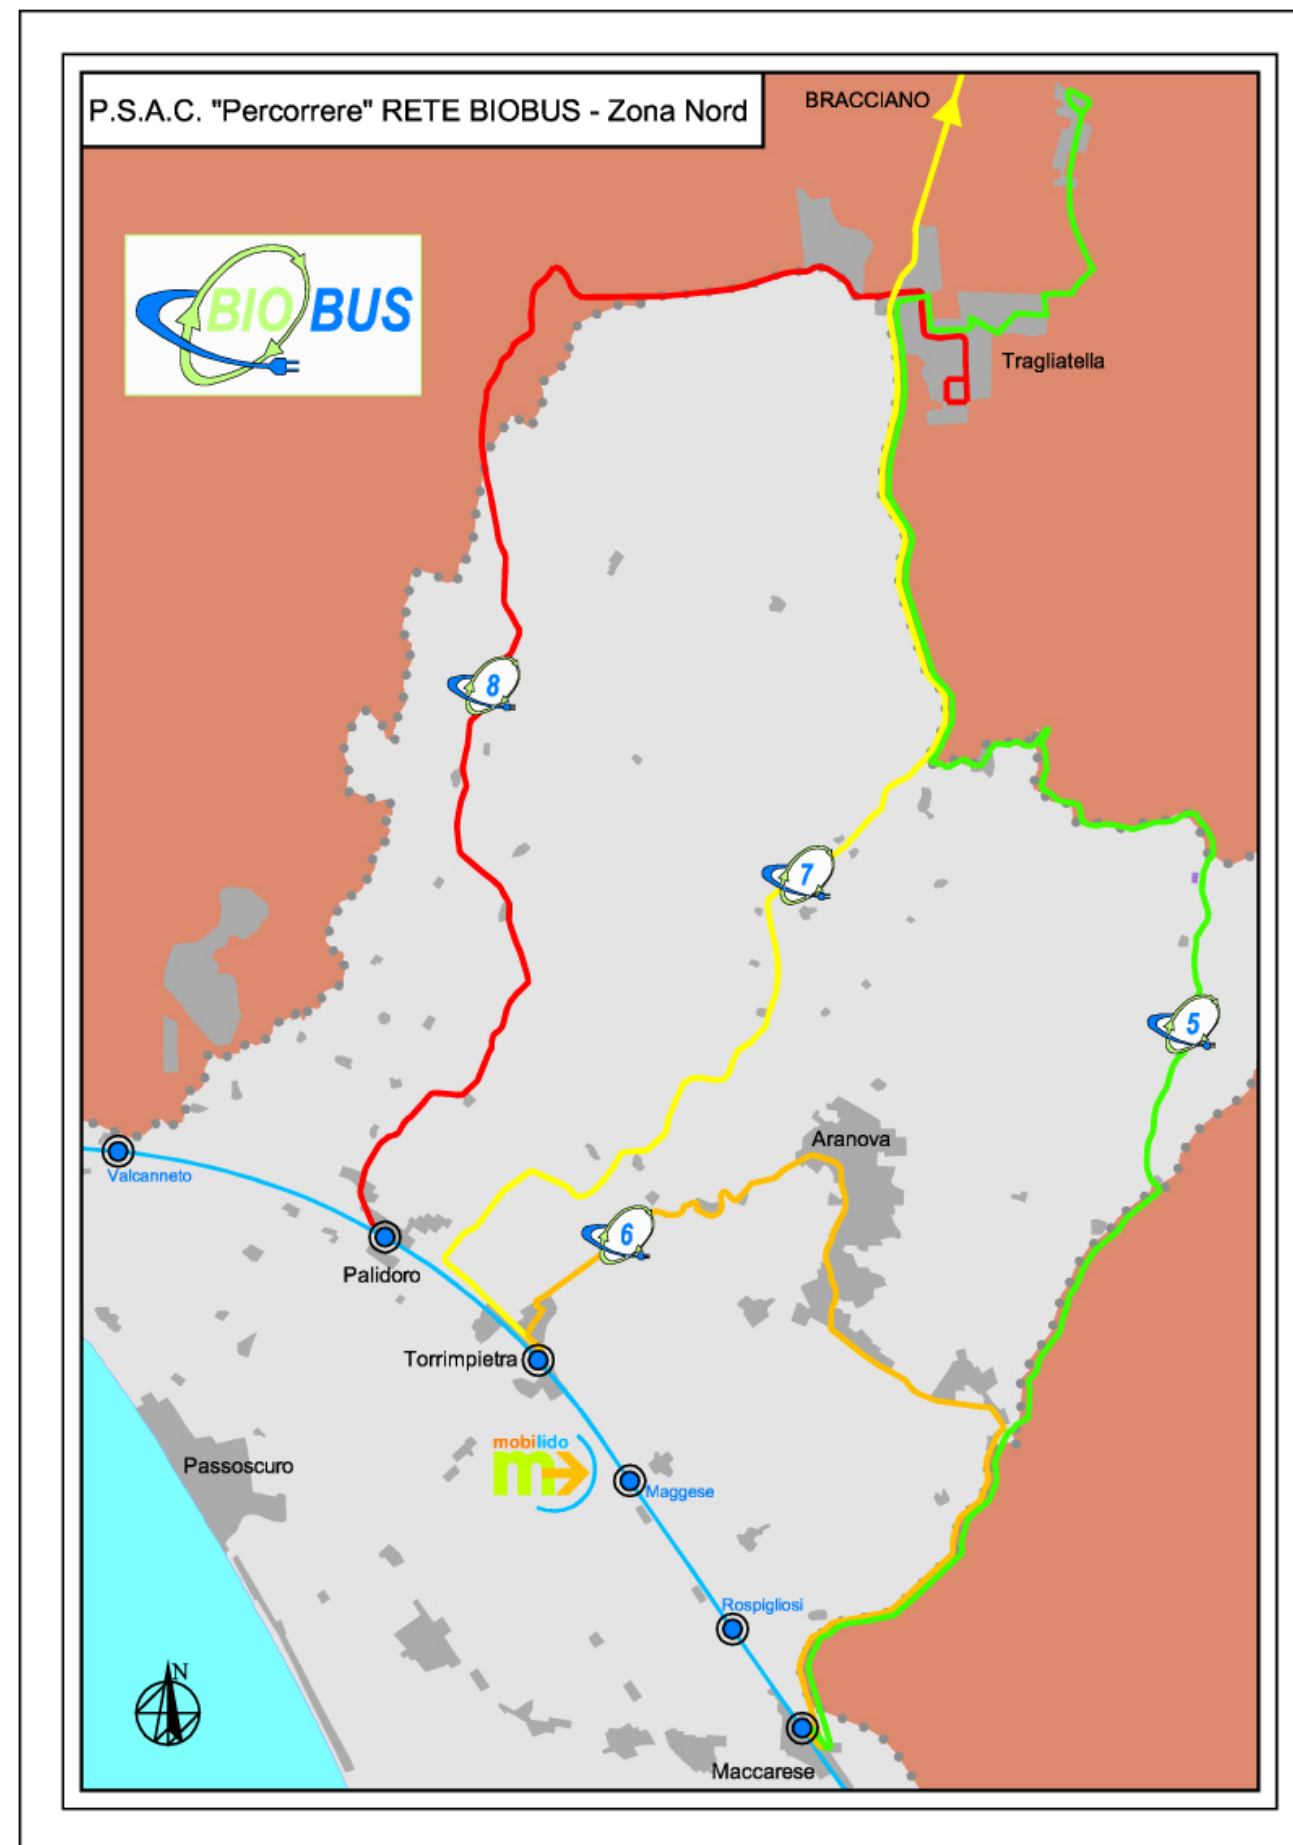 P.S.A.C. "Percorrere" RETE BIOBUS - Zona Nord
BRACCIANO
BIO BUS
Tragliatella
8
7
5
Aranova
Valcanneto
6
Palidoro
Torrimpietra
mobilido
m
Passoscuro
Maggese
Rospigliosi
N
Maccarese